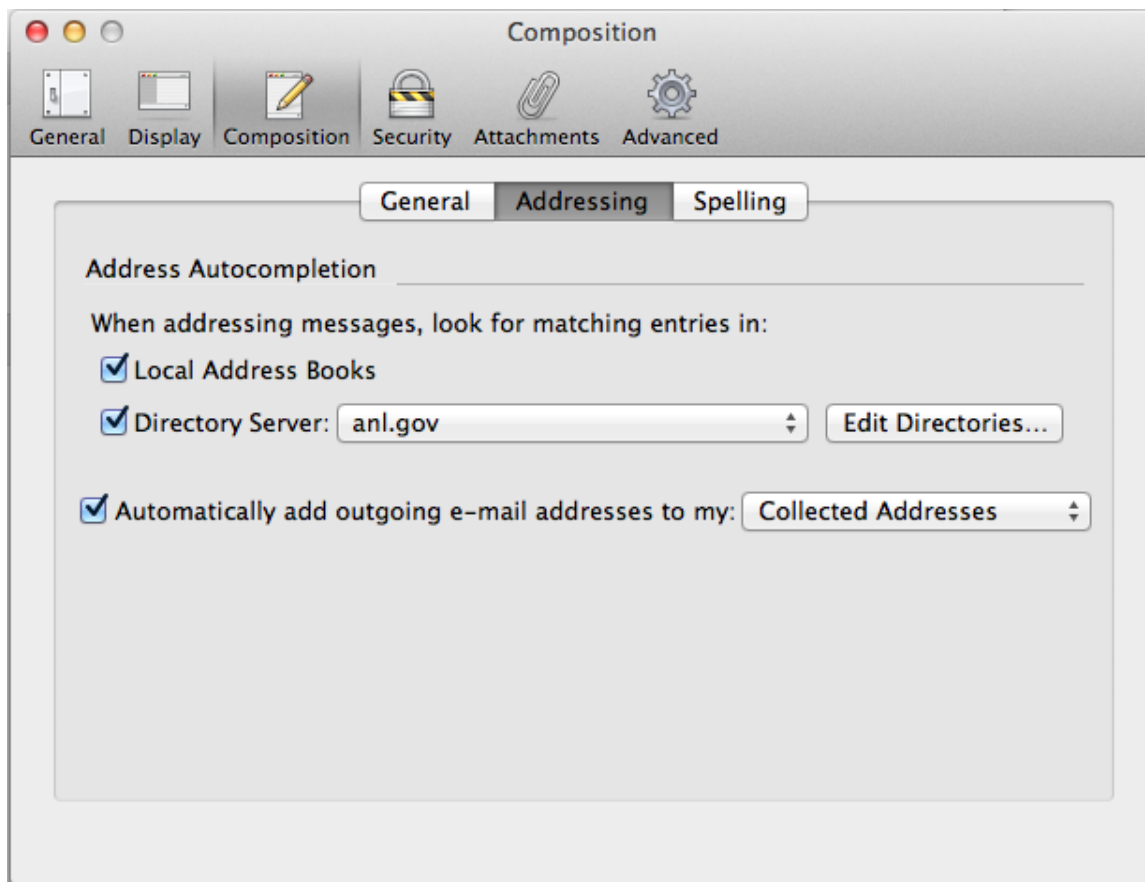 Composition
General Display Composition Security Attachments Advanced
General Addressing Spelling
Address Autocompletion
When addressing messages, look for matching entries in:
Local Address Books
Directory Server: anl.gov Edit Directories...
Automatically add outgoing e-mail addresses to my: Collected Addresses